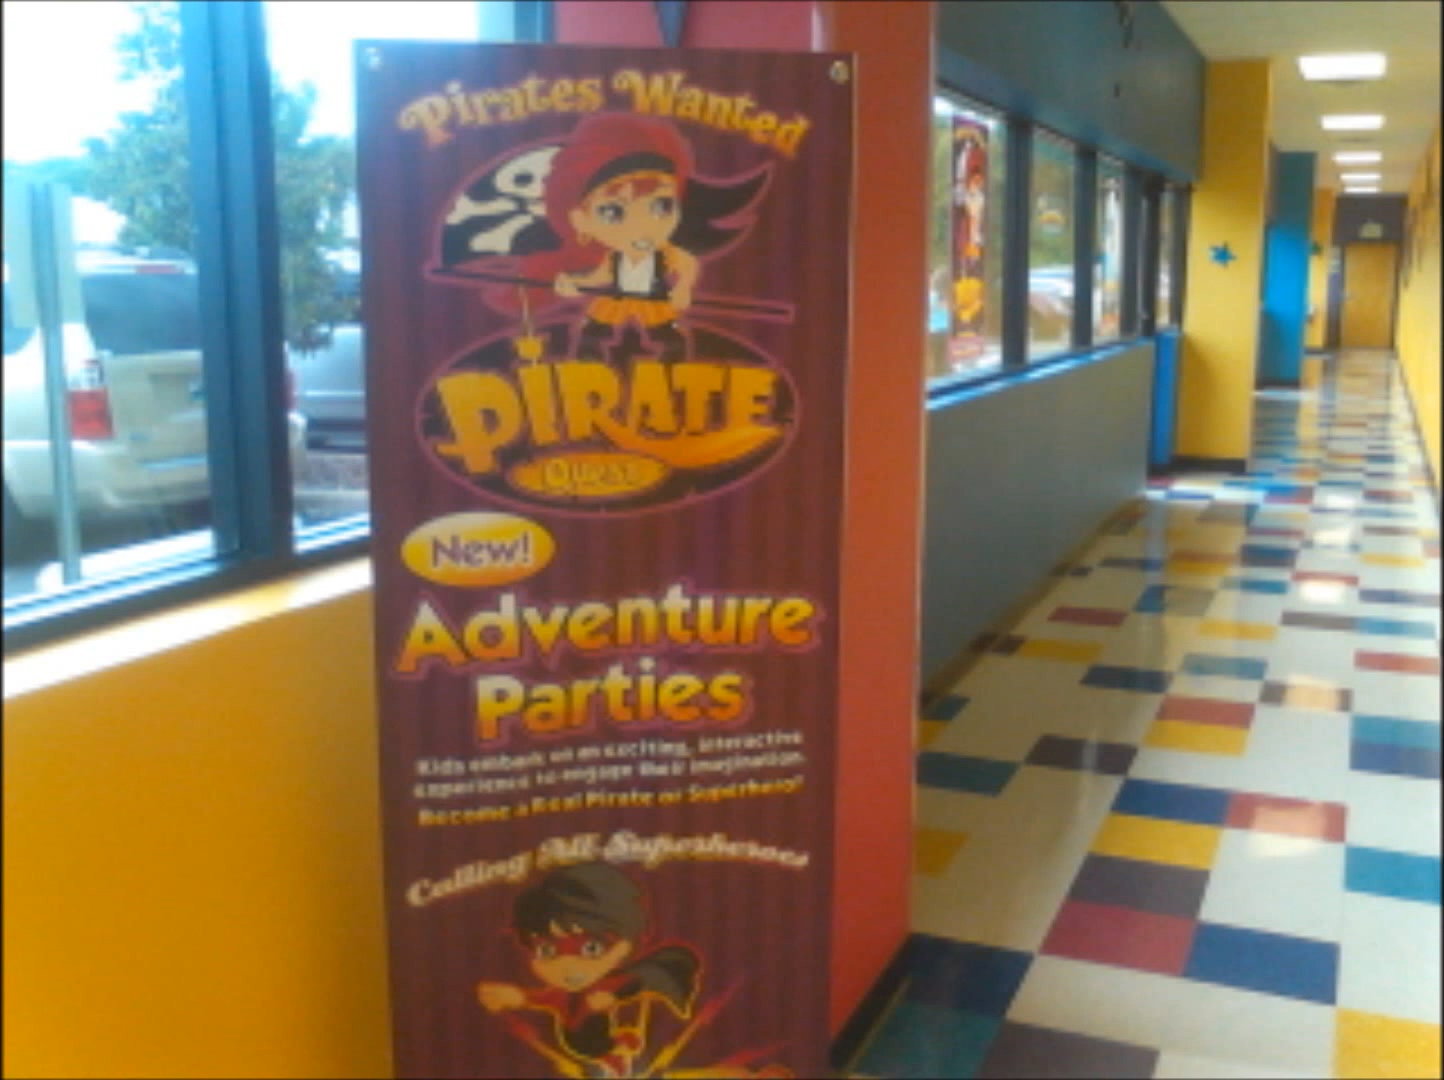 Pirates Wanted
PiRATE
Quest
New!
Adventure
Parties
Kids embark on an exciting, interactive
experience to engage their imagination.
Become a Real Pirate or Superhero!
Calling All Superheroes